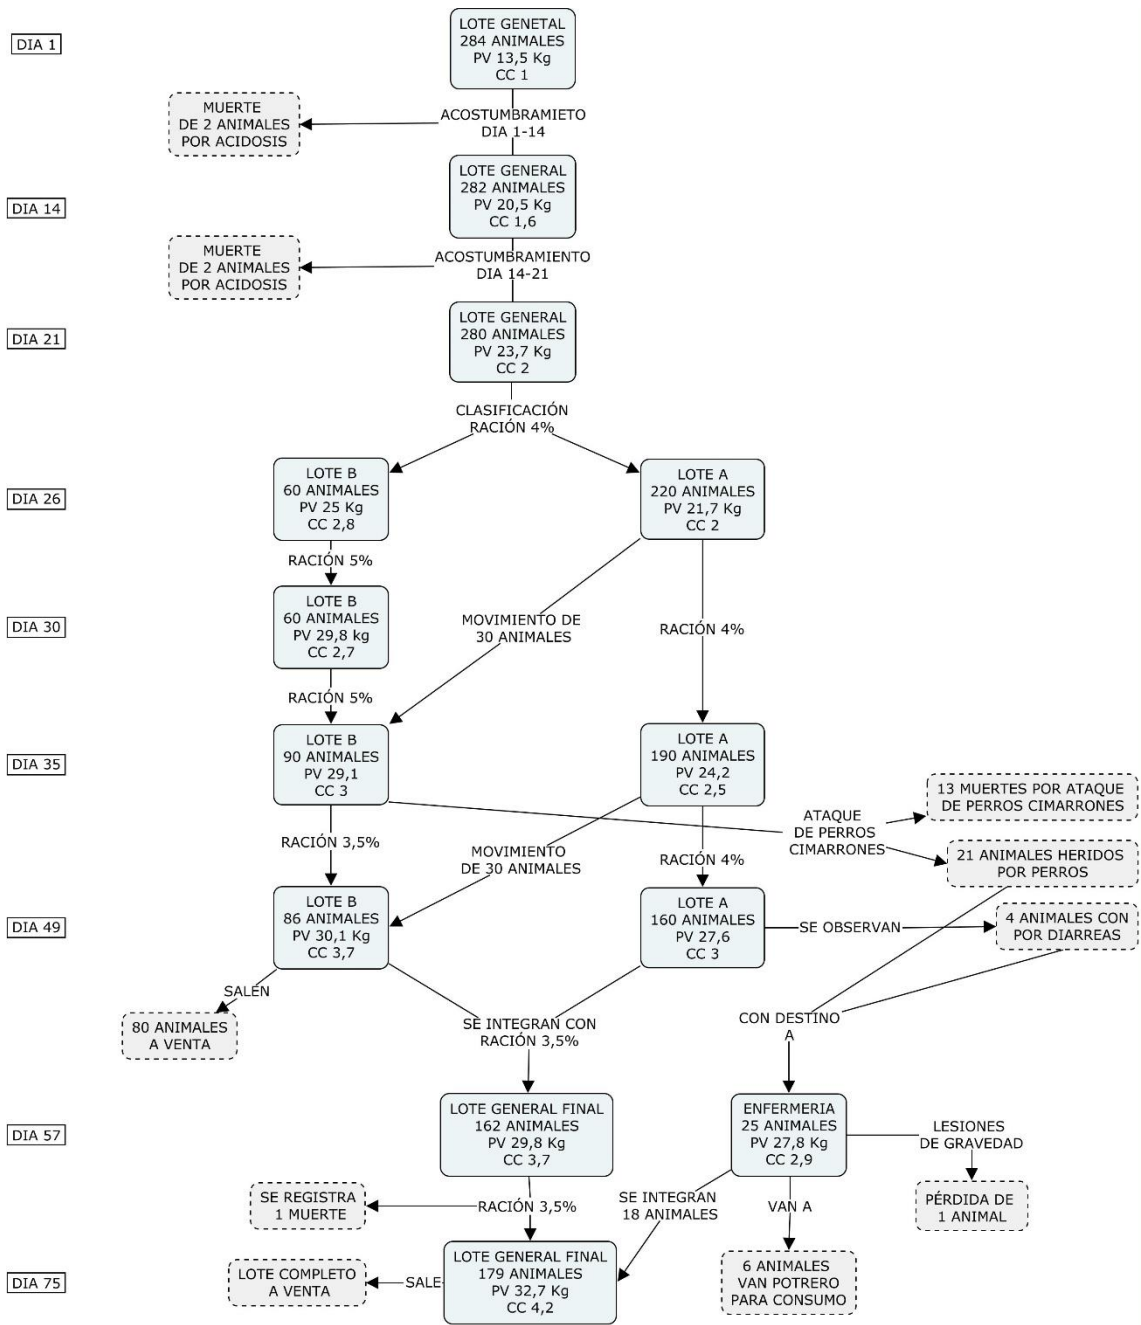 DIA 1
LOTE GENETAL
284 ANIMALES
PV 13,5 Kg
CC 1
MUERTE
DE 2 ANIMALES
POR ACIDOSIS
ACOSTUMBRAMIETO
DIA 1-14
DIA 14
LOTE GENERAL
282 ANIMALES
PV 20,5 Kg
CC 1,6
MUERTE
DE 2 ANIMALES
POR ACIDOSIS
ACOSTUMBRAMIENTO
DIA 14-21
DIA 21
LOTE GENERAL
280 ANIMALES
PV 23,7 Kg
CC 2
CLASIFICACIÓN
RACIÓN 4%
DIA 26
LOTE B
60 ANIMALES
PV 25 Kg
CC 2,8
LOTE A
220 ANIMALES
PV 21,7 Kg
CC 2
RACIÓN 5%
DIA 30
LOTE B
60 ANIMALES
PV 29,8 kg
CC 2,7
MOVIMIENTO DE
30 ANIMALES
RACIÓN 4%
RACIÓN 5%
DIA 35
LOTE B
90 ANIMALES
PV 29,1
CC 3
LOTE A
190 ANIMALES
PV 24,2
CC 2,5
13 MUERTES POR ATAQUE
DE PERROS CIMARRONES
ATAQUE
DE PERROS
CIMARRONES
21 ANIMALES HERIDOS
POR PERROS
RACIÓN 3,5%
MOVIMIENTO
DE 30 ANIMALES
RACIÓN 4%
DIA 49
LOTE B
86 ANIMALES
PV 30,1 Kg
CC 3,7
LOTE A
160 ANIMALES
PV 27,6
CC 3
SE OBSERVAN
4 ANIMALES CON
POR DIARREAS
SALEN
80 ANIMALES
A VENTA
SE INTEGRAN CON
RACIÓN 3,5%
CON DESTINO
A
DIA 57
LOTE GENERAL FINAL
162 ANIMALES
PV 29,8 Kg
CC 3,7
ENFERMERIA
25 ANIMALES
PV 27,8 Kg
CC 2,9
LESIONES
DE GRAVEDAD
SE REGISTRA
1 MUERTE
RACIÓN 3,5%
SE INTEGRAN
18 ANIMALES
VAN A
PÉRDIDA DE
1 ANIMAL
DIA 75
LOTE COMPLETO
A VENTA
SALE
LOTE GENERAL FINAL
179 ANIMALES
PV 32,7 Kg
CC 4,2
6 ANIMALES
VAN POTRERO
PARA CONSUMO